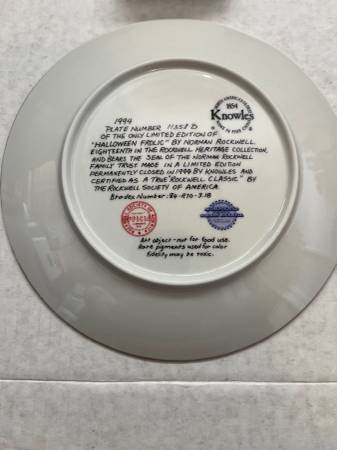 1994
PLATE NUMBER 11358 B
OF THE ONLY LIMITED EDITION OF
"HALLOWEEN FROLIC" BY NORMAN ROCKWELL,
EIGHTEENTH IN THE ROCKWELL HERITAGE COLLECTION,
AND BEARS THE SEAL OF THE NORMAN ROCKWELL
FAMILY TRUST. MADE IN A LIMITED EDITION
PERMANENTLY CLOSED IN 1994 BY KNOWLES AND
CERTIFIED AS A TRUE "ROCKWELL CLASSIC" BY
THE ROCKWELL SOCIETY OF AMERICA.
Bradex Number: 84-R70-3.18
1854
Knowles
Art object - not for food use.
Rare pigments used for color
fidelity may be toxic.